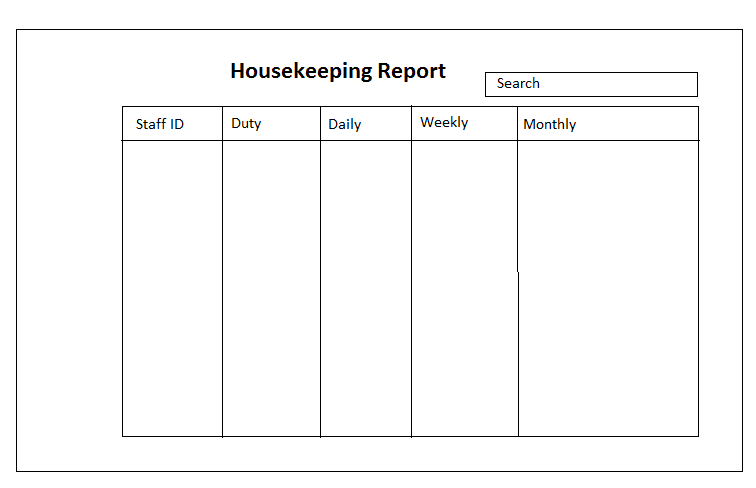 Housekeeping Report
Search
Staff ID Duty Daily Weekly Monthly